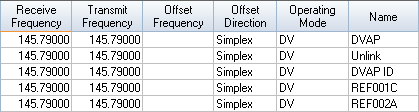 Receive Frequency Transmit Frequency Offset Frequency Offset Direction Operating Mode Name
145.79000 145.79000 Simplex DV DVAP
145.79000 145.79000 Simplex DV Unlink
145.79000 145.79000 Simplex DV DVAP ID
145.79000 145.79000 Simplex DV REF001C
145.79000 145.79000 Simplex DV REF002A